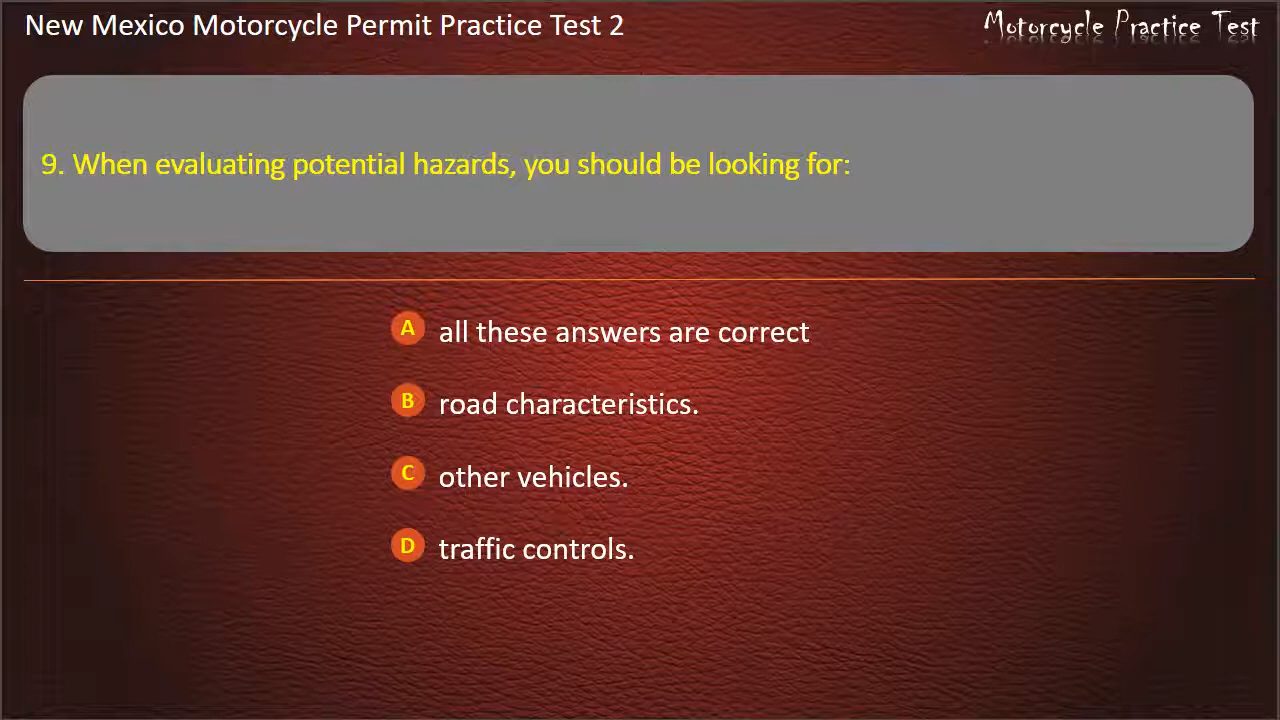 New Mexico Motorcycle Permit Practice Test 2
Motorcycle Practice Test
9. When evaluating potential hazards, you should be looking for:
A all these answers are correct
B road characteristics.
C other vehicles.
D traffic controls.